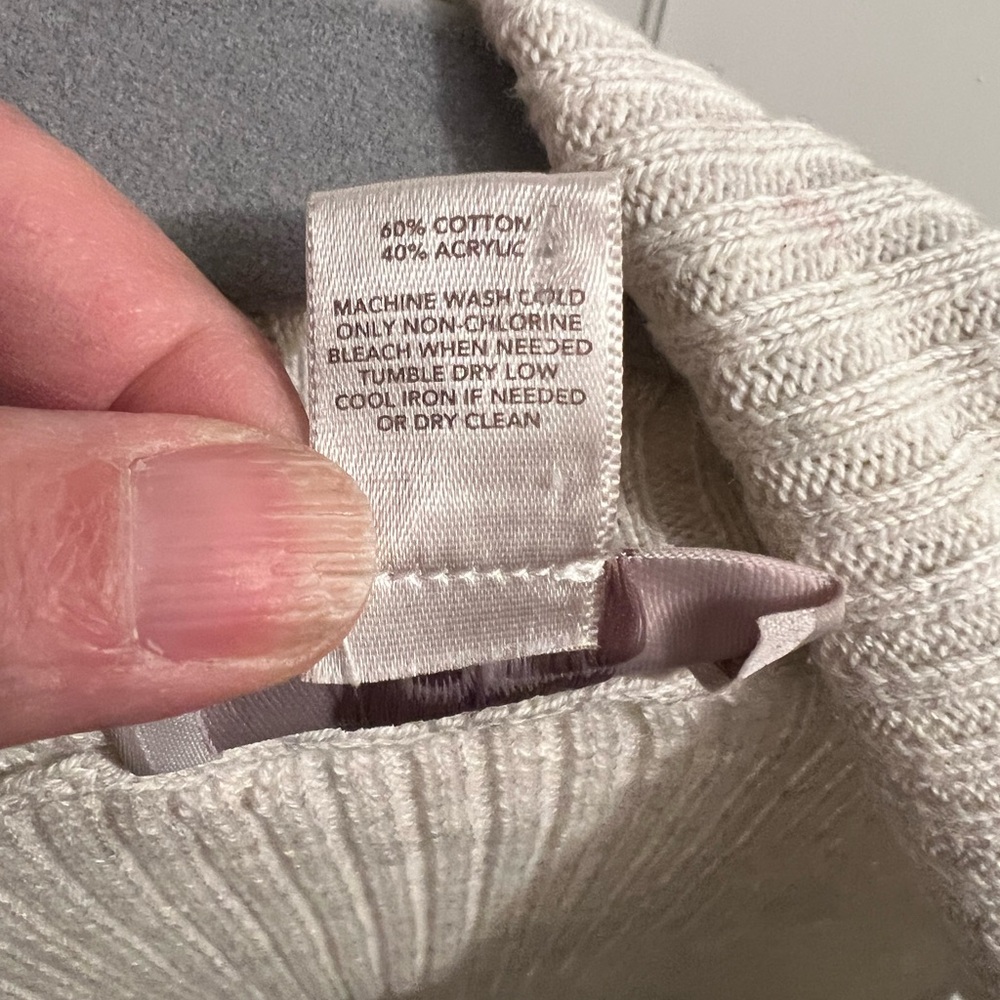 60% COTTON
40% ACRYLIC
MACHINE WASH COLD
ONLY NON-CHLORINE
BLEACH WHEN NEEDED
TUMBLE DRY LOW
COOL IRON IF NEEDED
OR DRY CLEAN